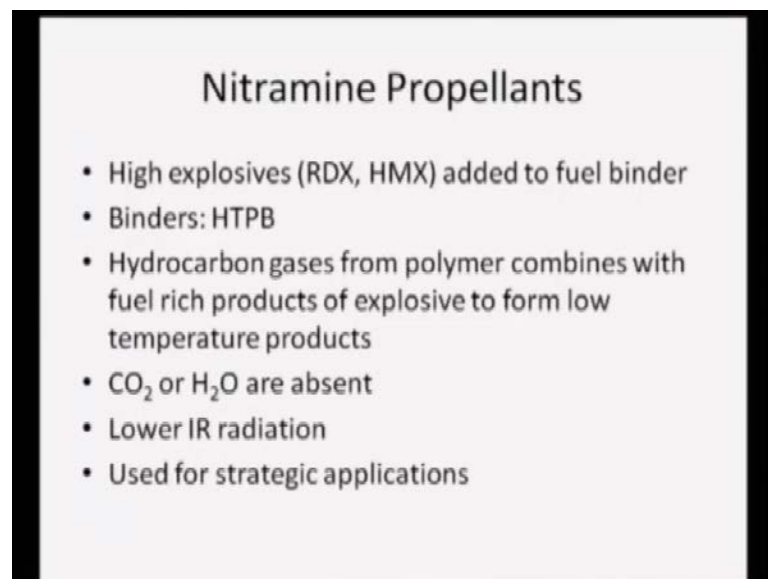 Nitramine Propellants
• High explosives (RDX, HMX) added to fuel binder
• Binders: HTPB
• Hydrocarbon gases from polymer combines with
fuel rich products of explosive to form low
temperature products
• CO₂ or H₂O are absent
• Lower IR radiation
• Used for strategic applications